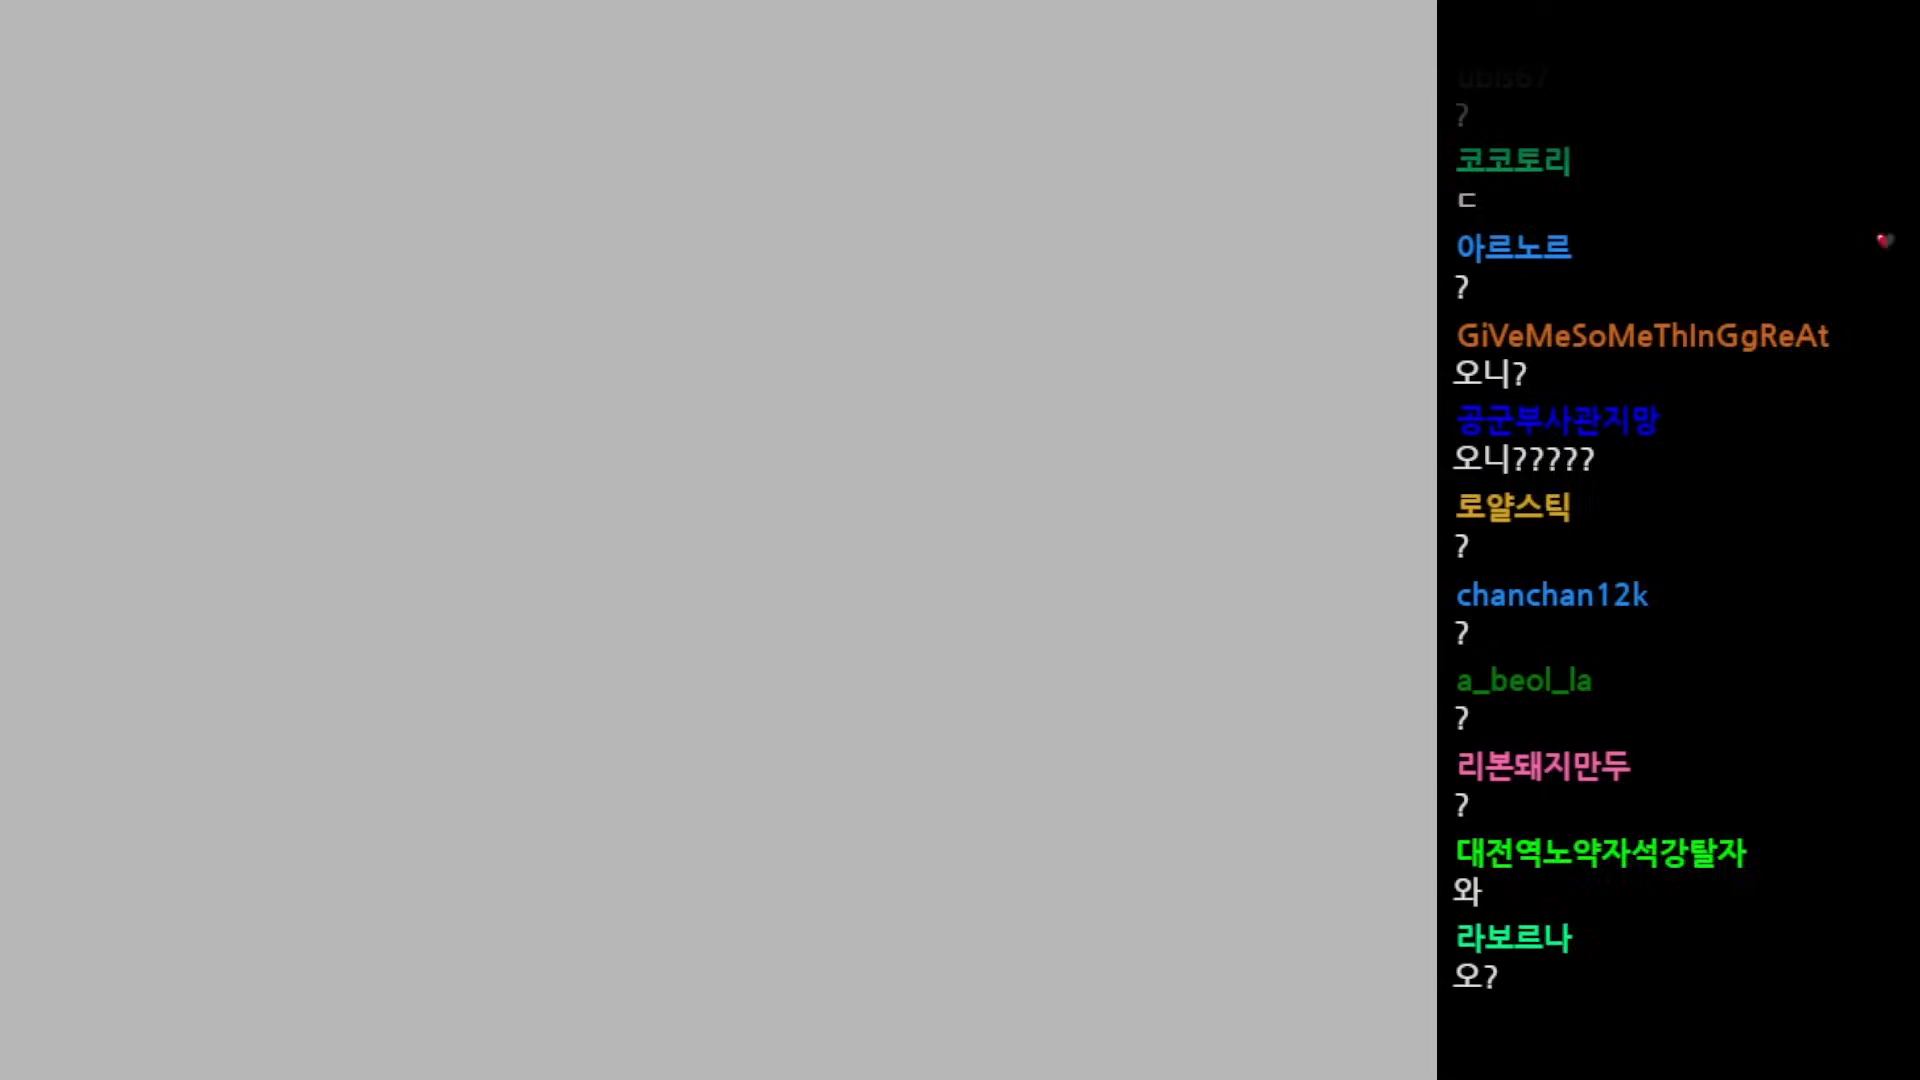 ubis67
?
코코토리
ㄷ
아르노르
?
GiVeMeSoMeThInGgReAt
오니?
공군부사관지망
오니?????
로얄스틱
?
chanchan12k
?
a_beol_la
?
리본돼지만두
?
대전역노약자석강탈자
와
라보르나
오?